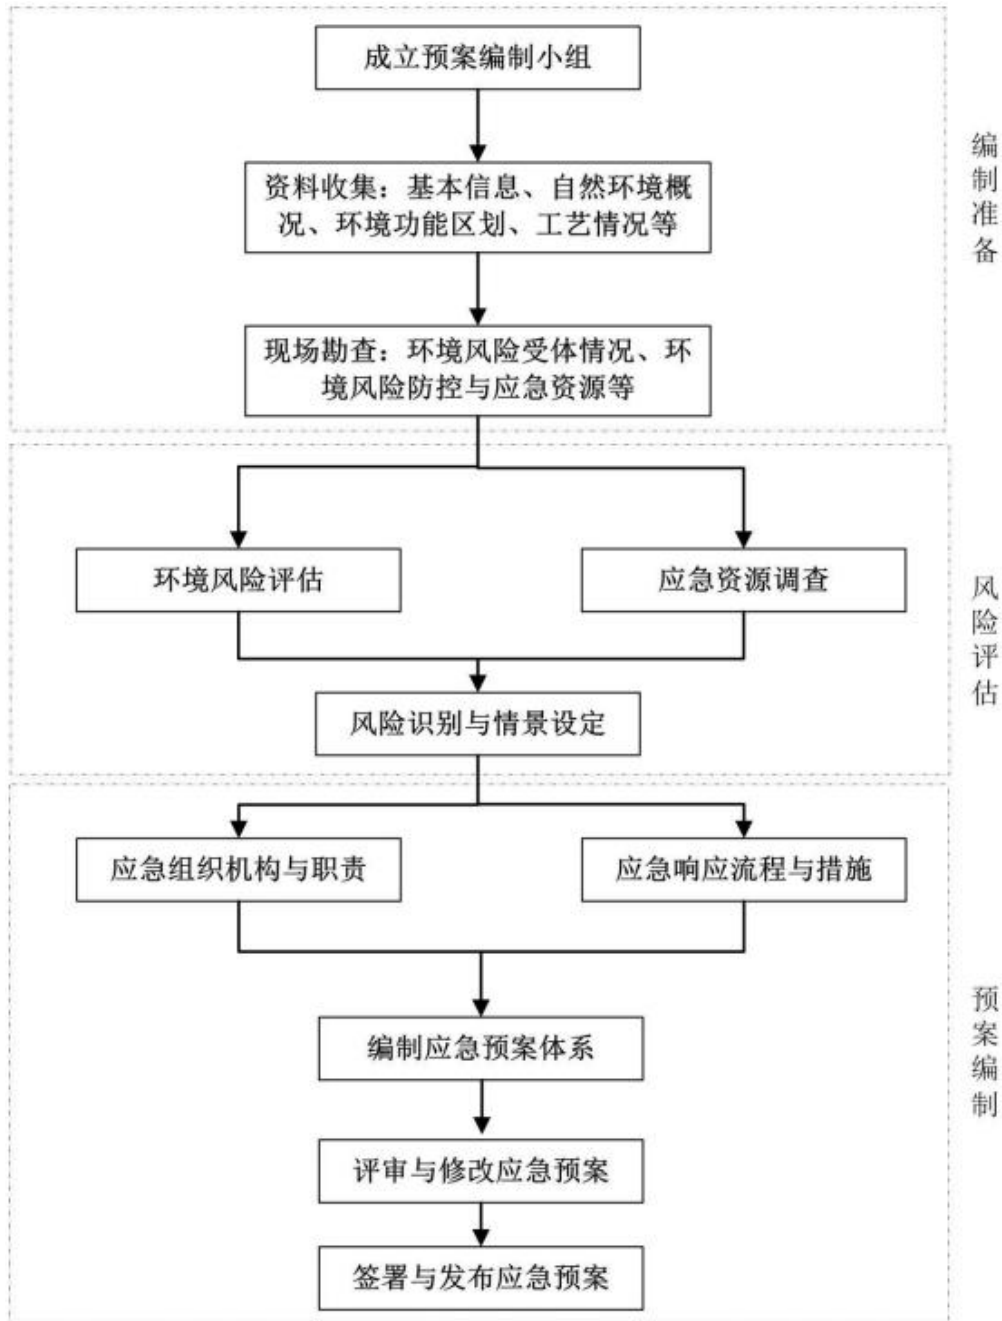 成立预案编制小组
资料收集：基本信息、自然环境概
况、环境功能区划、工艺情况等
现场勘查：环境风险受体情况、环
境风险防控与应急资源等
编制准备
环境风险评估
应急资源调查
风险识别与情景设定
风险评估
应急组织机构与职责
应急响应流程与措施
编制应急预案体系
评审与修改应急预案
签署与发布应急预案
预案编制